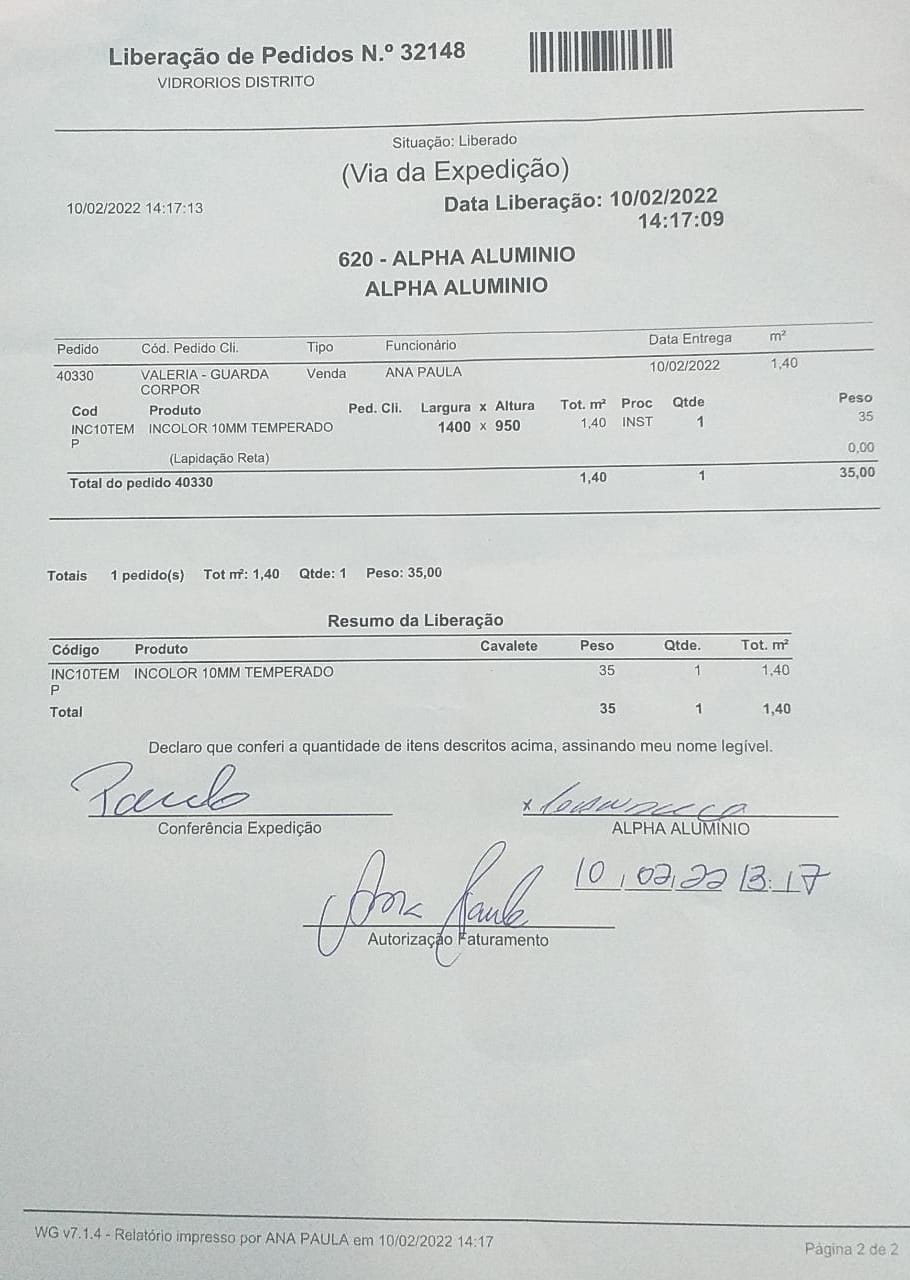 Liberação de Pedidos N.º 32148
VIDRORIOS DISTRITO
Situação: Liberado
(Via da Expedição)
10/02/2022 14:17:13
Data Liberação: 10/02/2022
14:17:09
620 - ALPHA ALUMINIO
ALPHA ALUMINIO
Pedido Cód. Pedido Cli. Tipo Funcionário Data Entrega m²
40330 VALERIA - GUARDA Venda ANA PAULA 10/02/2022 1,40
CORPOR
Cod Produto Ped. Cli. Largura x Altura Tot. m² Proc Qtde Peso
INC10TEM INCOLOR 10MM TEMPERADO 1400 x 950 1,40 INST 1 35
P
(Lapidação Reta) 0,00
Total do pedido 40330 1,40 1 35,00
Totais 1 pedido(s) Tot m²: 1,40 Qtde: 1 Peso: 35,00
Resumo da Liberação
Código Produto Cavalete Peso Qtde. Tot. m²
INC10TEM INCOLOR 10MM TEMPERADO 35 1 1,40
P
Total 35 1 1,40
Declaro que conferi a quantidade de itens descritos acima, assinando meu nome legível.
Paulo x
Conferência Expedição ALPHA ALUMINIO
10,02,22 13:17
Ana Paula
Autorização Faturamento
WG v7.1.4 - Relatório impresso por ANA PAULA em 10/02/2022 14:17
Página 2 de 2